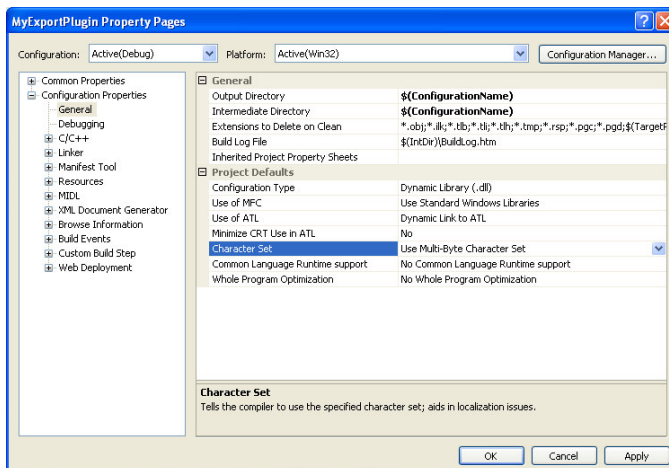 MyExportPlugin Property Pages
Configuration: Active(Debug) Platform: Active(Win32) Configuration Manager...
Common Properties
Configuration Properties
General
Debugging
C/C++
Linker
Manifest Tool
Resources
MIDL
XML Document Generator
Browse Information
Build Events
Custom Build Step
Web Deployment
General
Output Directory $(ConfigurationName)
Intermediate Directory $(ConfigurationName)
Extensions to Delete on Clean *.obj;*.ilk;*.tlb;*.tli;*.tlh;*.tmp;*.rsp;*.pgc;*.pgd;$(TargetP
Build Log File $(IntDir)\BuildLog.htm
Inherited Project Property Sheets
Project Defaults
Configuration Type Dynamic Library (.dll)
Use of MFC Use Standard Windows Libraries
Use of ATL Dynamic Link to ATL
Minimize CRT Use in ATL No
Character Set Use Multi-Byte Character Set
Common Language Runtime support No Common Language Runtime support
Whole Program Optimization No Whole Program Optimization
Character Set
Tells the compiler to use the specified character set; aids in localization issues.
OK Cancel Apply